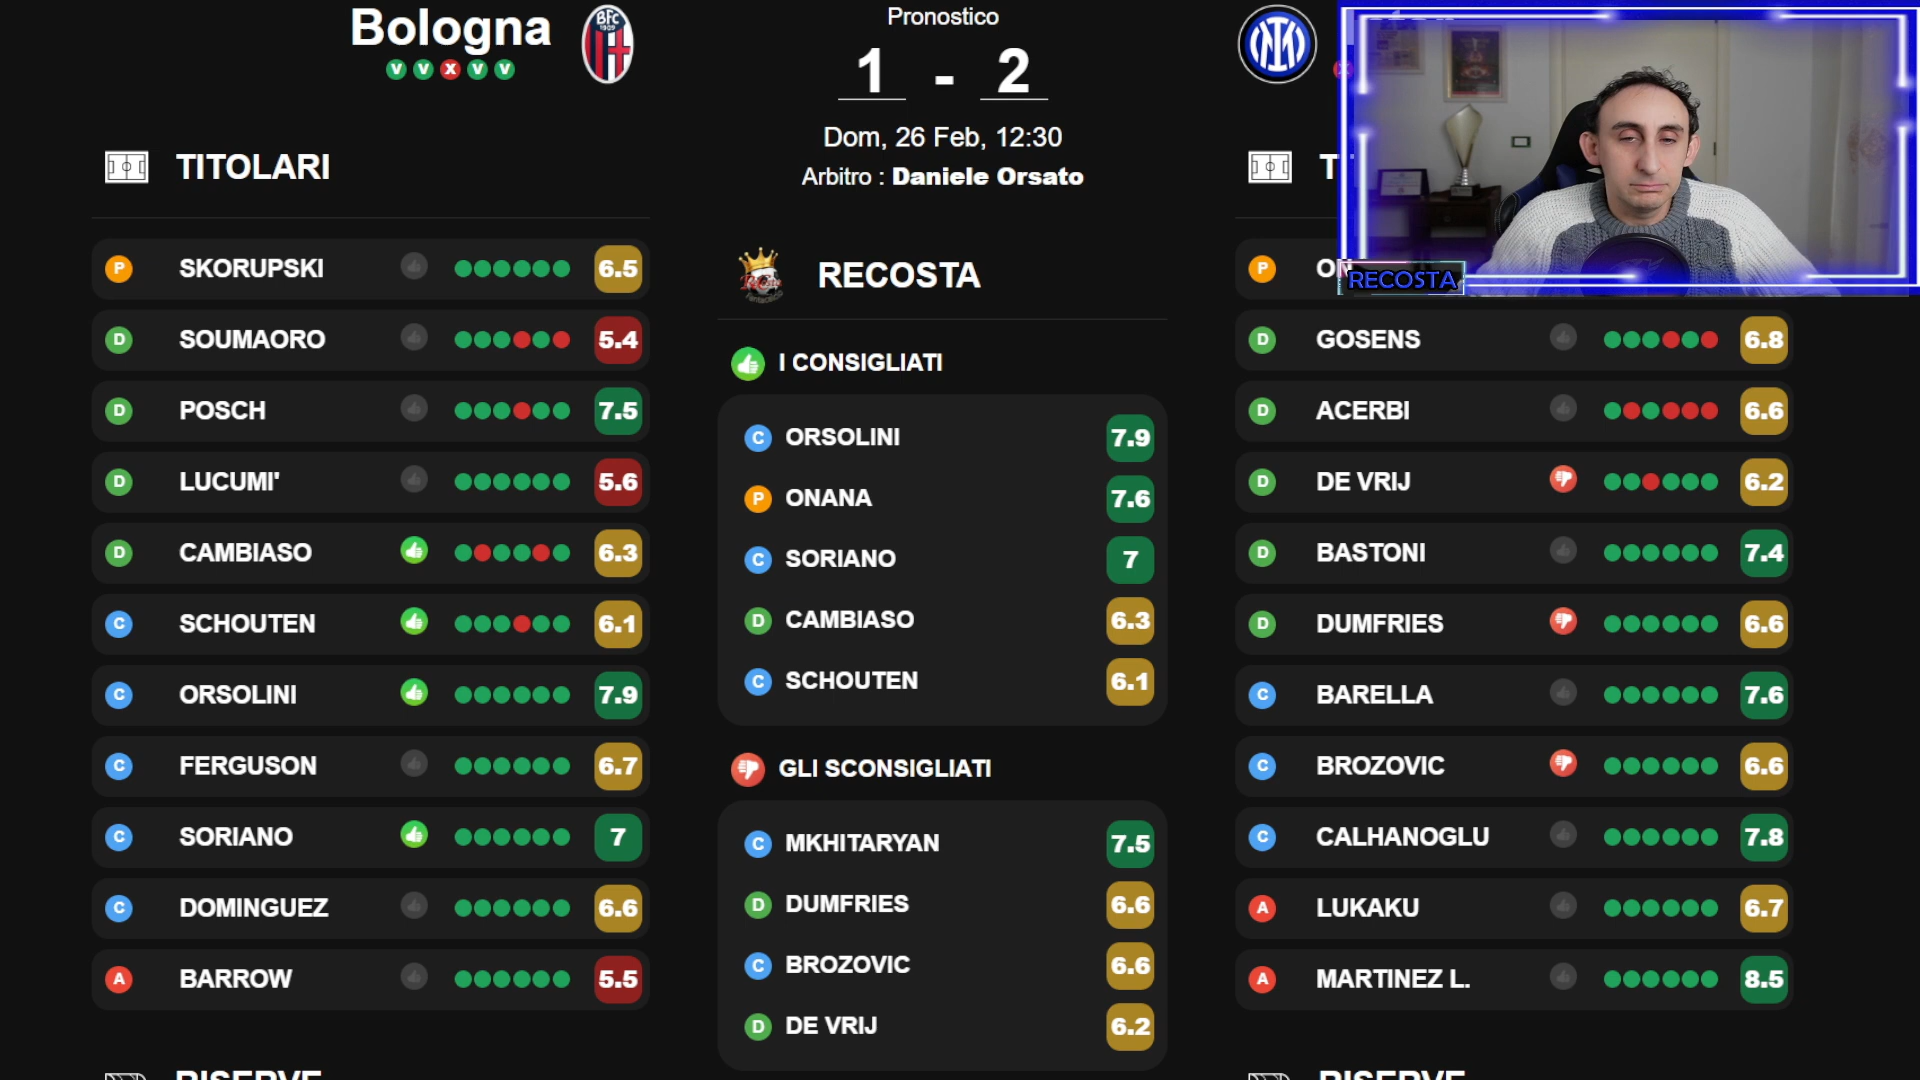 Bologna
V V X V V
BFC
1909
Pronostico
1 - 2
Dom, 26 Feb, 12:30
Arbitro : Daniele Orsato
TITOLARI
P SKORUPSKI 6.5
D SOUMAORO 5.4
D POSCH 7.5
D LUCUMI' 5.6
D CAMBIASO 6.3
C SCHOUTEN 6.1
C ORSOLINI 7.9
C FERGUSON 6.7
C SORIANO 7
C DOMINGUEZ 6.6
A BARROW 5.5
RISERVE
RECOSTA
I CONSIGLIATI
C ORSOLINI 7.9
P ONANA 7.6
C SORIANO 7
D CAMBIASO 6.3
C SCHOUTEN 6.1
GLI SCONSIGLIATI
C MKHITARYAN 7.5
D DUMFRIES 6.6
C BROZOVIC 6.6
D DE VRIJ 6.2
RECOSTA
P
D GOSENS 6.8
D ACERBI 6.6
D DE VRIJ 6.2
D BASTONI 7.4
D DUMFRIES 6.6
C BARELLA 7.6
C BROZOVIC 6.6
C CALHANOGLU 7.8
A LUKAKU 6.7
A MARTINEZ L. 8.5
RISERVE